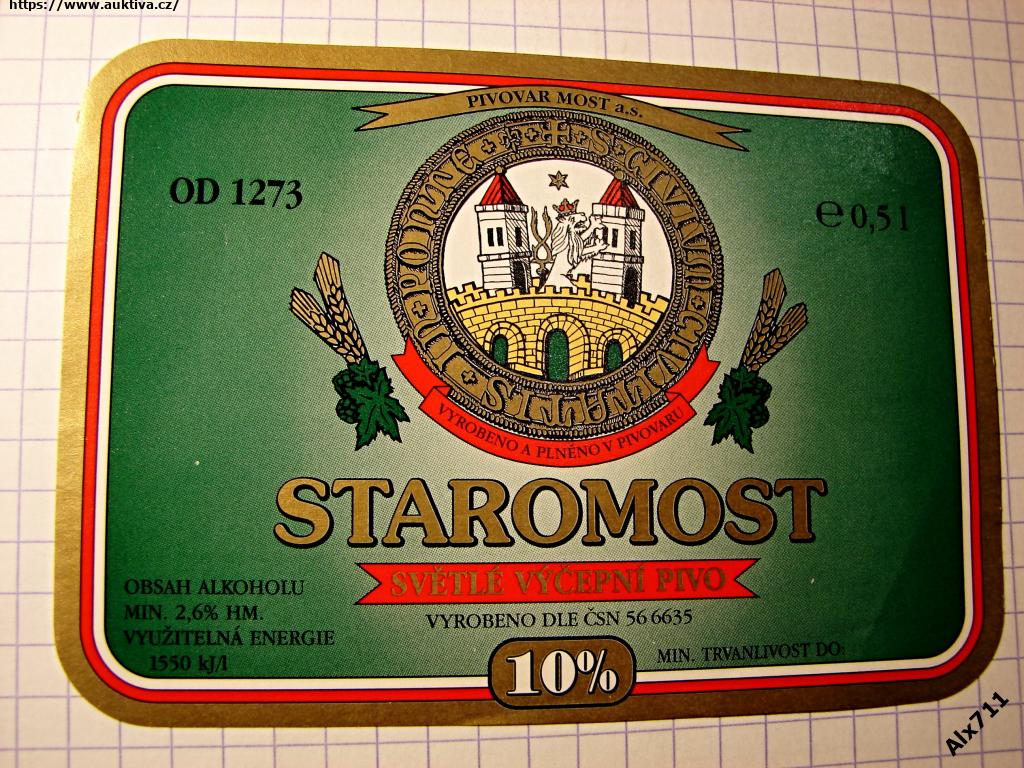 https://www.auktiva.cz/
PIVOVAR MOST a.s.
OD 1273
℮ 0,5 l
VYROBENO A PLNĚNO V PIVOVARU
STAROMOST
SVĚTLÉ VÝČEPNÍ PIVO
VYROBENO DLE ČSN 56 6635
OBSAH ALKOHOLU
MIN. 2,6% HM.
VYUŽITELNÁ ENERGIE
1550 kJ/l
10%
MIN. TRVANLIVOST DO:
Alx711